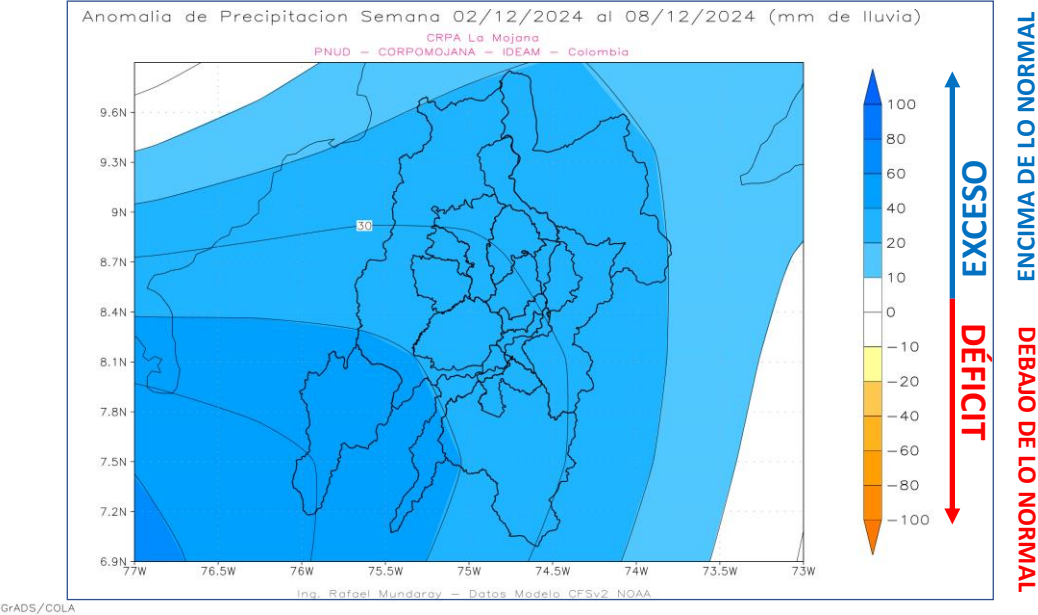 Anomalia de Precipitacion Semana 02/12/2024 al 08/12/2024 (mm de lluvia)
CRPA La Mojana
PNUD – CORPOMOJANA – IDEAM – Colombia
9.6N
9.3N
9N
8.7N
8.4N
8.1N
7.8N
7.5N
7.2N
6.9N
30
77W
76.5W
76W
75.5W
75W
74.5W
74W
73.5W
73W
100
80
60
40
20
10
0
−10
−20
−40
−60
−80
−100
EXCESO
DÉFICIT
ENCIMA DE LO NORMAL
DEBAJO DE LO NORMAL
Ing. Rafael Mundaray – Datos Modelo CFSv2 NOAA
GrADS/COLA